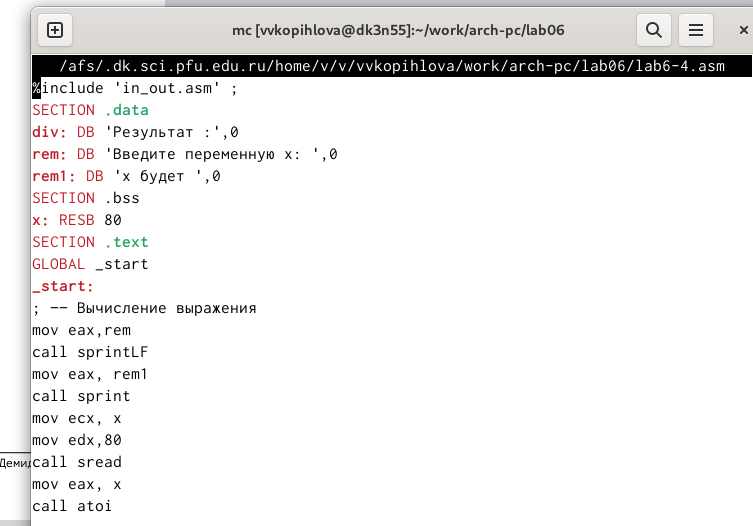 mc [vvkopihlova@dk3n55]:~/work/arch-pc/lab06
/afs/.dk.sci.pfu.edu.ru/home/v/v/vvkopihlova/work/arch-pc/lab06/lab6-4.asm
%include 'in_out.asm' ;
SECTION .data
div: DB 'Результат :',0
rem: DB 'Введите переменную x: ',0
rem1: DB 'x будет ',0
SECTION .bss
x: RESB 80
SECTION .text
GLOBAL _start
_start:
; -- Вычисление выражения
mov eax,rem
call sprintLF
mov eax, rem1
call sprint
mov ecx, x
mov edx,80
Демид
call sread
mov eax, x
call atoi